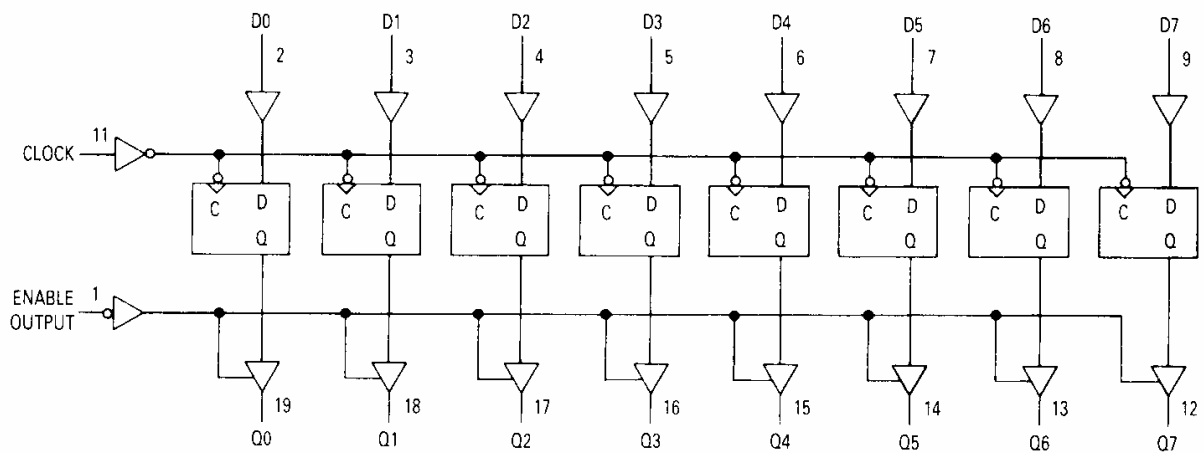 D0 D1 D2 D3 D4 D5 D6 D7
2 3 4 5 6 7 8 9
11
CLOCK
C D C D C D C D C D C D C D C D
Q Q Q Q Q Q Q Q
ENABLE 1
OUTPUT
19 18 17 16 15 14 13 12
Q0 Q1 Q2 Q3 Q4 Q5 Q6 Q7